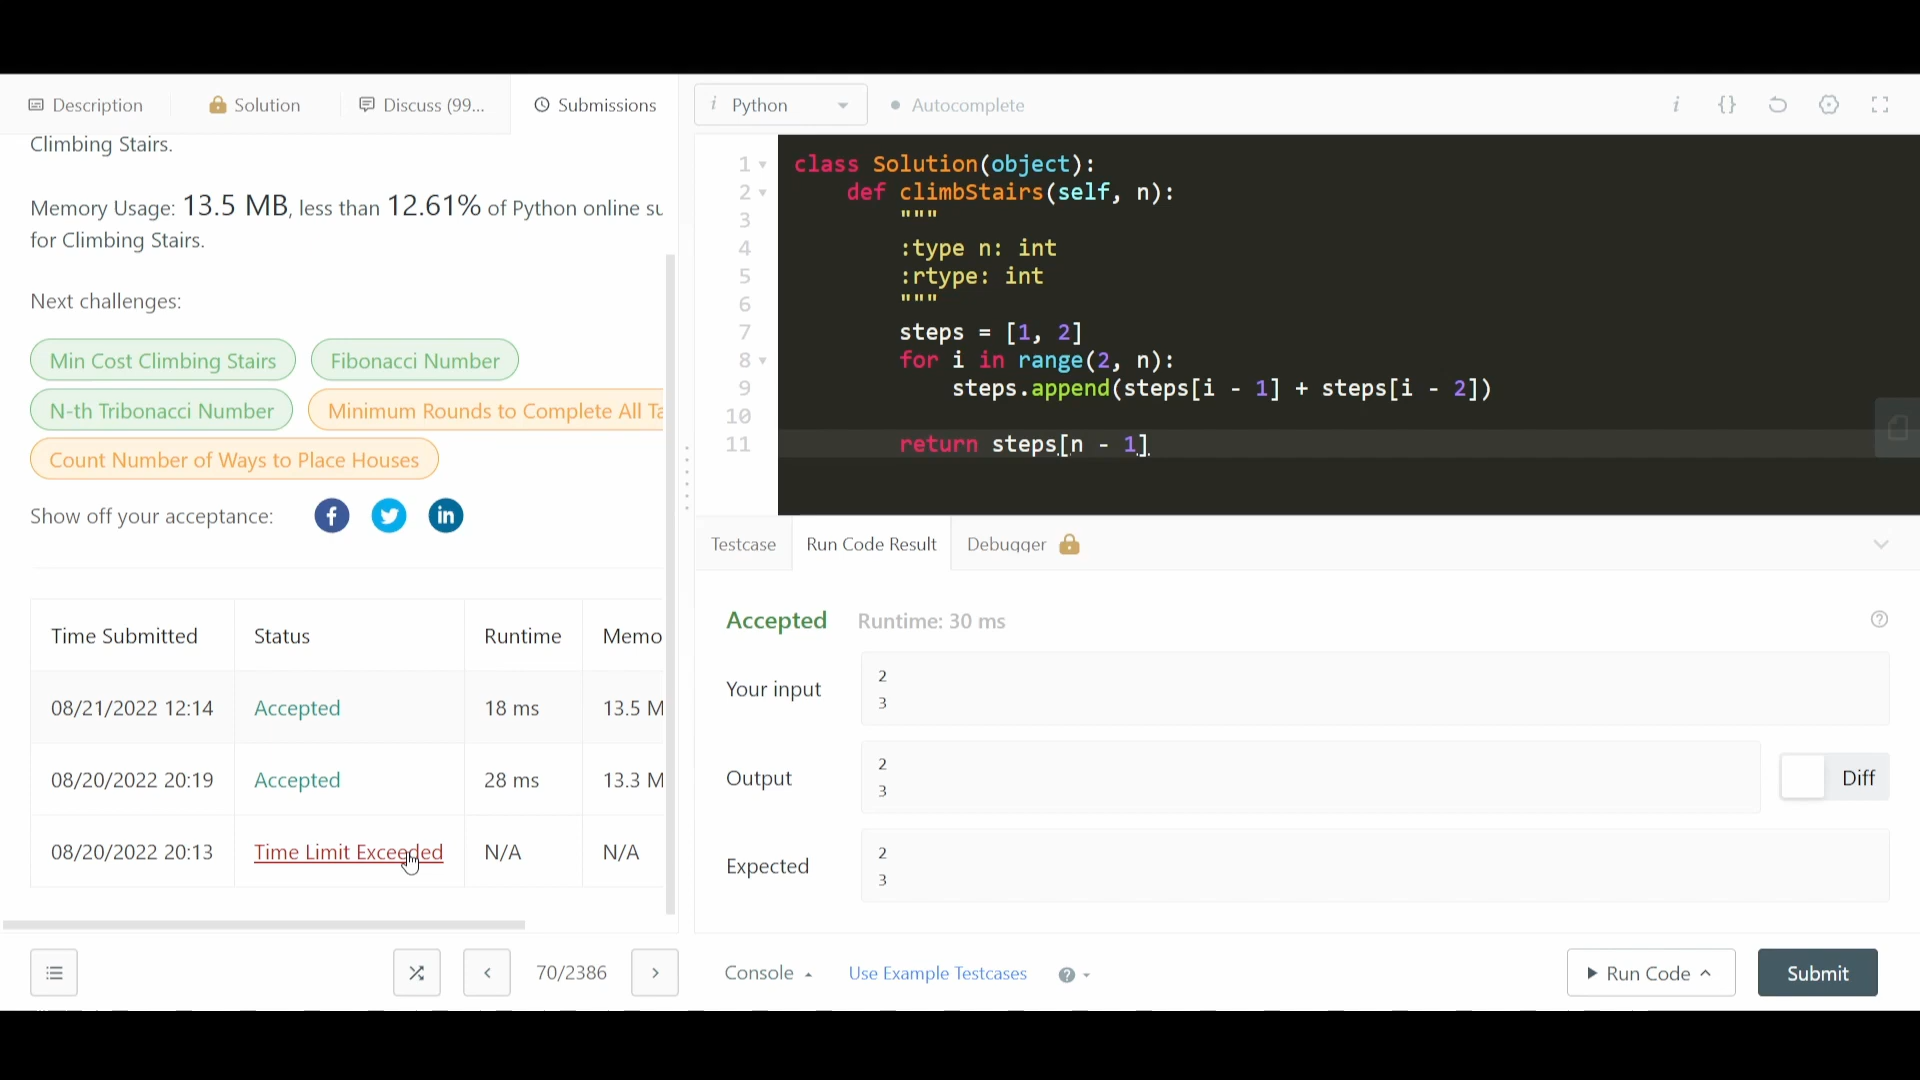 Description
Solution
Discuss (99...
Submissions
i Python
Autocomplete
i {}
Climbing Stairs.
Memory Usage: 13.5 MB, less than 12.61% of Python online su
for Climbing Stairs.
Next challenges:
Min Cost Climbing Stairs
Fibonacci Number
N-th Tribonacci Number
Minimum Rounds to Complete All Ta
Count Number of Ways to Place Houses
Show off your acceptance:
Time Submitted Status Runtime Memo
08/21/2022 12:14 Accepted 18 ms 13.5 M
08/20/2022 20:19 Accepted 28 ms 13.3 M
08/20/2022 20:13 Time Limit Exceeded N/A N/A
70/2386
1 class Solution(object):
2 def climbStairs(self, n):
3 """
4 :type n: int
5 :rtype: int
6 """
7 steps = [1, 2]
8 for i in range(2, n):
9 steps.append(steps[i - 1] + steps[i - 2])
10
11 return steps[n - 1]
Testcase
Run Code Result
Debugger
Accepted Runtime: 30 ms
Your input
2
3
Output
2
3
Diff
Expected
2
3
Console
Use Example Testcases
Run Code
Submit